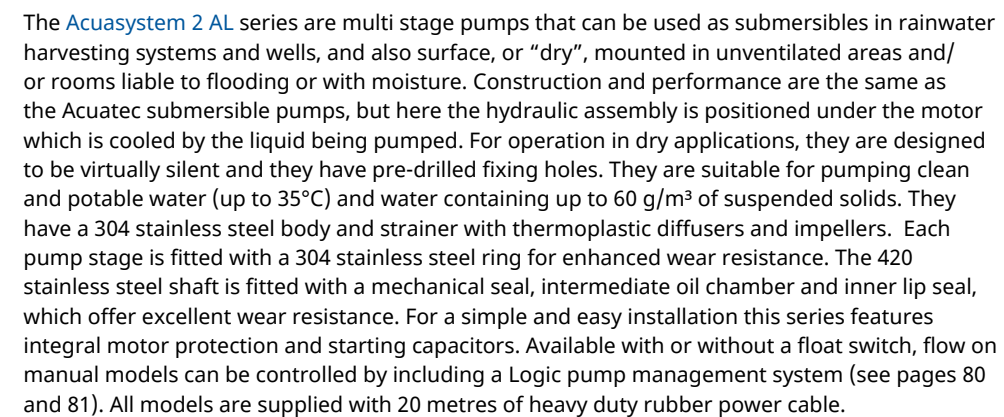 The Acuasystem 2 AL series are multi stage pumps that can be used as submersibles in rainwater
harvesting systems and wells, and also surface, or “dry”, mounted in unventilated areas and/
or rooms liable to flooding or with moisture. Construction and performance are the same as
the Acuatec submersible pumps, but here the hydraulic assembly is positioned under the motor
which is cooled by the liquid being pumped. For operation in dry applications, they are designed
to be virtually silent and they have pre-drilled fixing holes. They are suitable for pumping clean
and potable water (up to 35°C) and water containing up to 60 g/m³ of suspended solids. They
have a 304 stainless steel body and strainer with thermoplastic diffusers and impellers.  Each
pump stage is fitted with a 304 stainless steel ring for enhanced wear resistance. The 420
stainless steel shaft is fitted with a mechanical seal, intermediate oil chamber and inner lip seal,
which offer excellent wear resistance. For a simple and easy installation this series features
integral motor protection and starting capacitors. Available with or without a float switch, flow on
manual models can be controlled by including a Logic pump management system (see pages 80
and 81). All models are supplied with 20 metres of heavy duty rubber power cable.